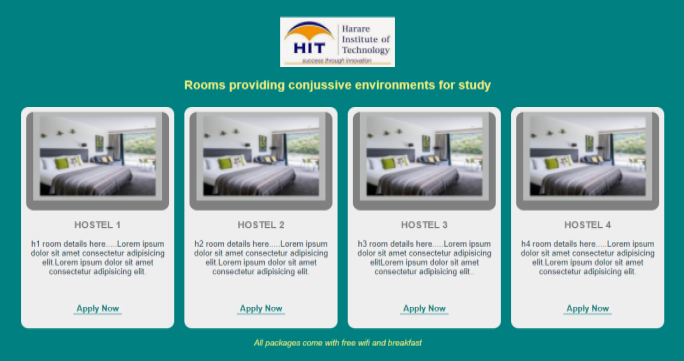 HIT
Harare
Institute of
Technology
success through innovation
Rooms providing conjussive environments for study
HOSTEL 1
h1 room details here.....Lorem ipsum
dolor sit amet consectetur adipisicing
elit.Lorem ipsum dolor sit amet
consectetur adipisicing elit.
Apply Now
HOSTEL 2
h2 room details here.....Lorem ipsum
dolor sit amet consectetur adipisicing
elit.Lorem ipsum dolor sit amet
consectetur adipisicing elit.
Apply Now
HOSTEL 3
h3 room details here.....Lorem ipsum
dolor sit amet consectetur adipisicing
elitLorem ipsum dolor sit amet
consectetur adipisicing elit..
Apply Now
HOSTEL 4
h4 room details here.....Lorem ipsum
dolor sit amet consectetur adipisicing
elit.Lorem ipsum dolor sit amet
consectetur adipisicing elit.
Apply Now
All packages come with free wifi and breakfast